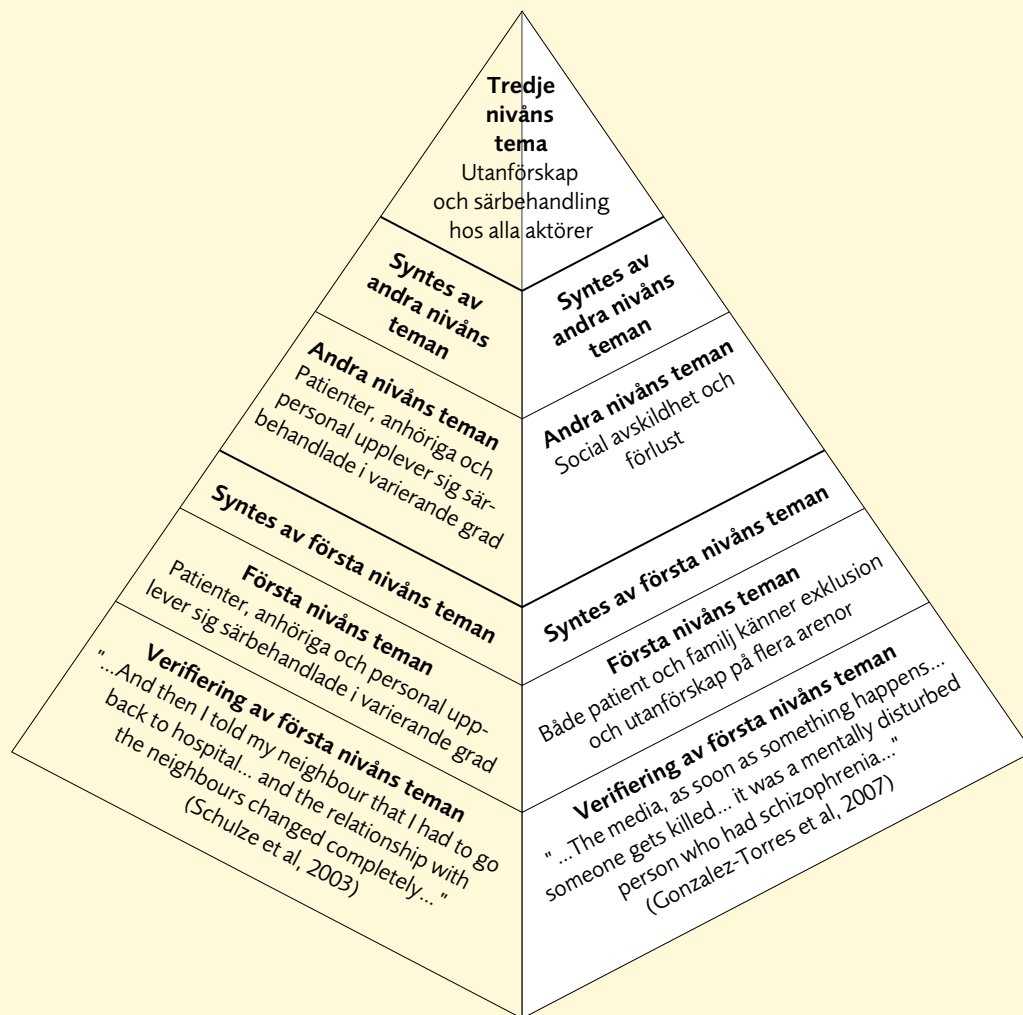 Tredje
nivåns
tema
Utanförskap
och särbehandling
hos alla aktörer
Syntes av
andra nivåns
teman
Andra nivåns teman
Patienter, anhöriga och
personal upplever sig sär-
behandlade i varierande grad
Syntes av första nivåns teman
Första nivåns teman
Patienter, anhöriga och personal upp-
lever sig särbehandlade i varierande grad
Verifiering av första nivåns teman
"...And then I told my neighbour that I had to go
back to hospital... and the relationship with
the neighbours changed completely... "
(Schulze et al, 2003)
Syntes av
andra nivåns
teman
Andra nivåns teman
Social avskildhet och
förlust
Syntes av första nivåns teman
Första nivåns teman
Både patient och familj känner exklusion
och utanförskap på flera arenor
Verifiering av första nivåns teman
" ...The media, as soon as something happens...
someone gets killed... it was a mentally disturbed
person who had schizophrenia..."
(Gonzalez-Torres et al, 2007)